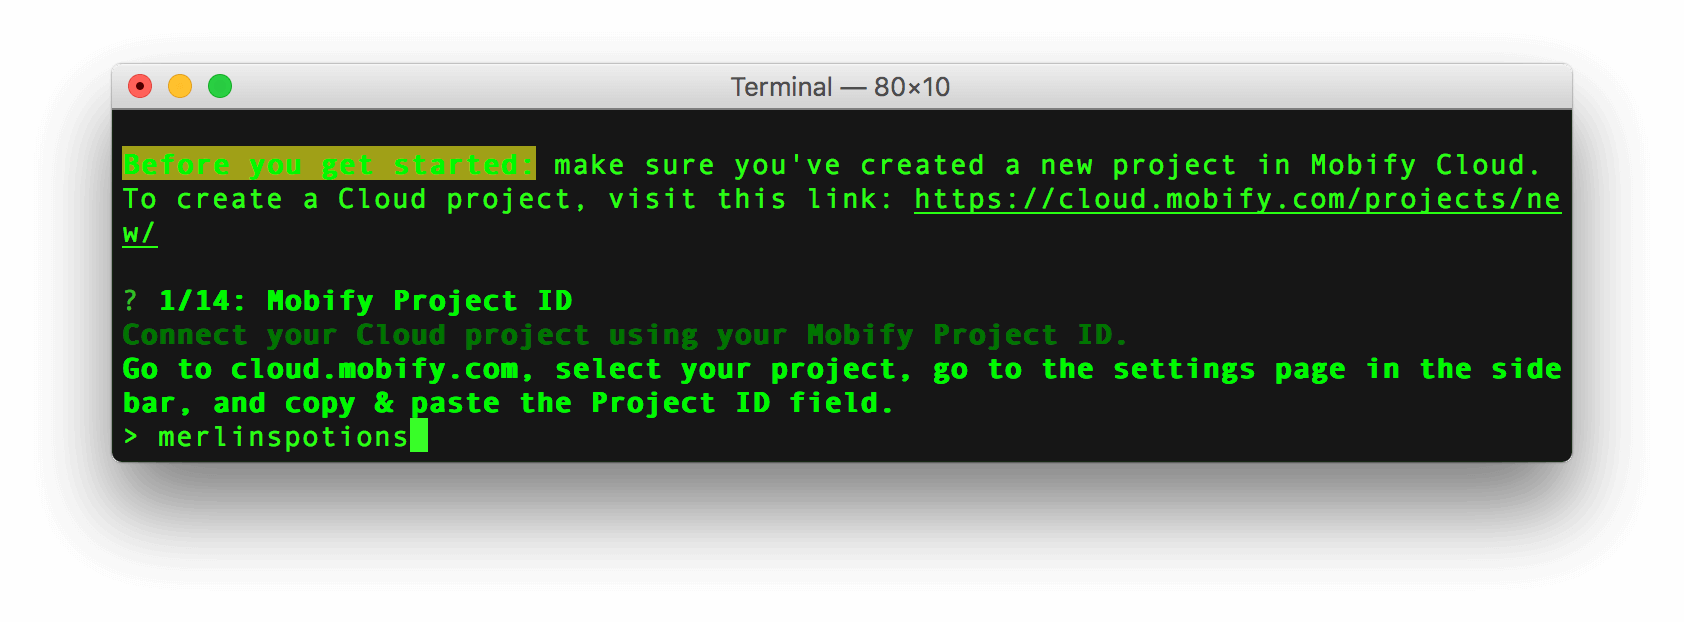 Terminal — 80×10
Before you get started: make sure you've created a new project in Mobify Cloud.
To create a Cloud project, visit this link: https://cloud.mobify.com/projects/ne
w/
? 1/14: Mobify Project ID
Connect your Cloud project using your Mobify Project ID.
Go to cloud.mobify.com, select your project, go to the settings page in the side
bar, and copy & paste the Project ID field.
> merlinspotions